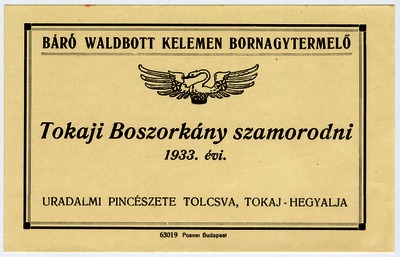 BÁRÓ WALDBOTT KELEMEN BORNAGYTERMELŐ
Tokaji Boszorkány szamorodni
1933. évi.
URADALMI PINCÉSZETE TOLCSVA, TOKAJ-HEGYALJA
63019 Posner Budapest